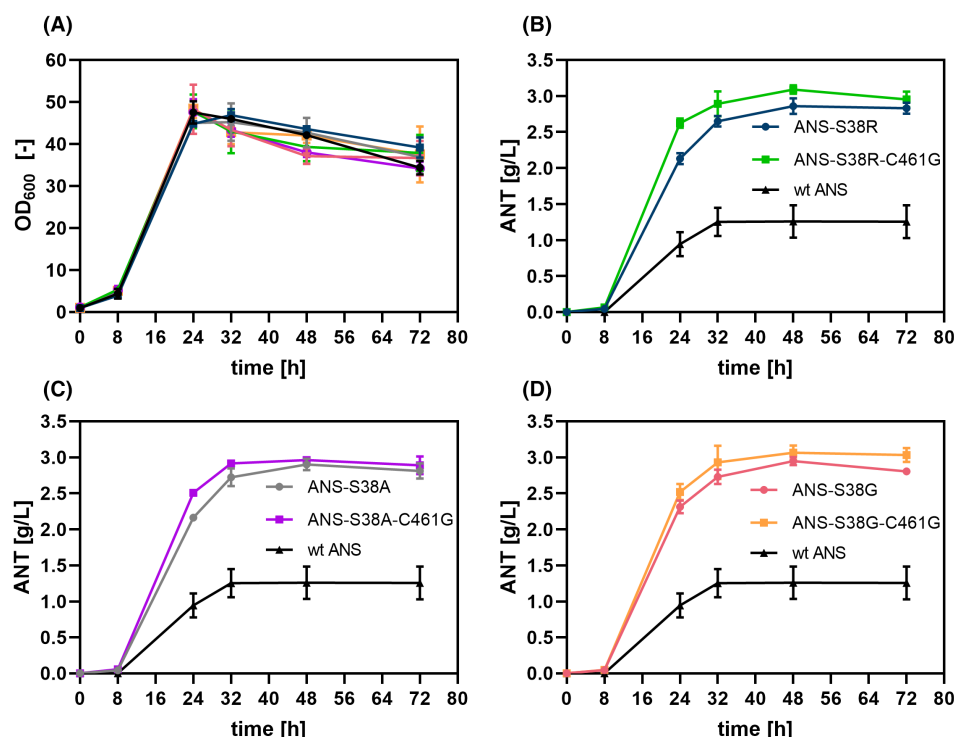 (A)
60
50
40
30
20
10
0
OD600 [-]
0 8 16 24 32 40 48 56 64 72 80
time [h]
(B)
3.5
3.0
2.5
2.0
1.5
1.0
0.5
0.0
ANT [g/L]
ANS-S38R
ANS-S38R-C461G
wt ANS
0 8 16 24 32 40 48 56 64 72 80
time [h]
(C)
3.5
3.0
2.5
2.0
1.5
1.0
0.5
0.0
ANT [g/L]
ANS-S38A
ANS-S38A-C461G
wt ANS
0 8 16 24 32 40 48 56 64 72 80
time [h]
(D)
3.5
3.0
2.5
2.0
1.5
1.0
0.5
0.0
ANT [g/L]
ANS-S38G
ANS-S38G-C461G
wt ANS
0 8 16 24 32 40 48 56 64 72 80
time [h]